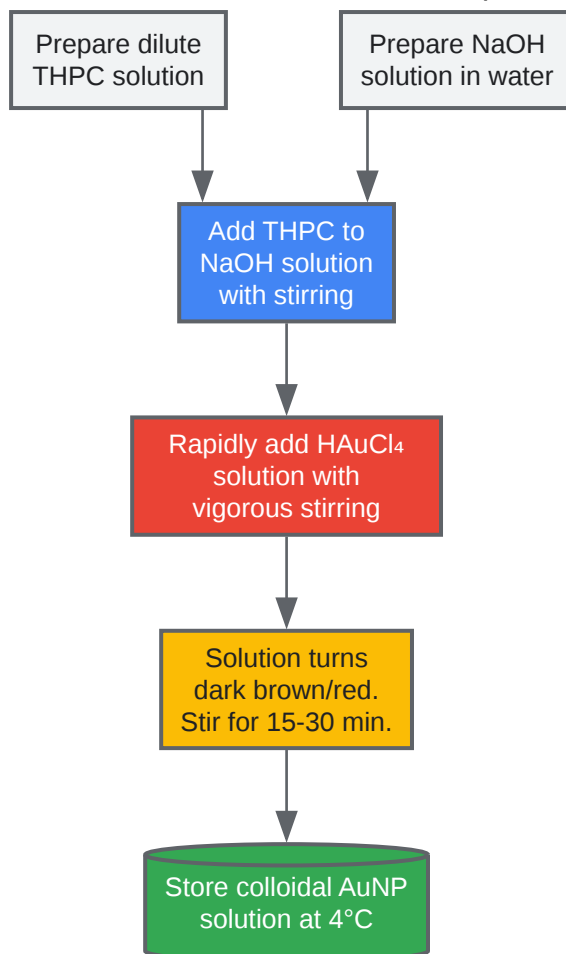 Prepare dilute
THPC solution
Prepare NaOH
solution in water
Add THPC to
NaOH solution
with stirring
Rapidly add HAuCl₄
solution with
vigorous stirring
Solution turns
dark brown/red.
Stir for 15-30 min.
Store colloidal AuNP
solution at 4°C